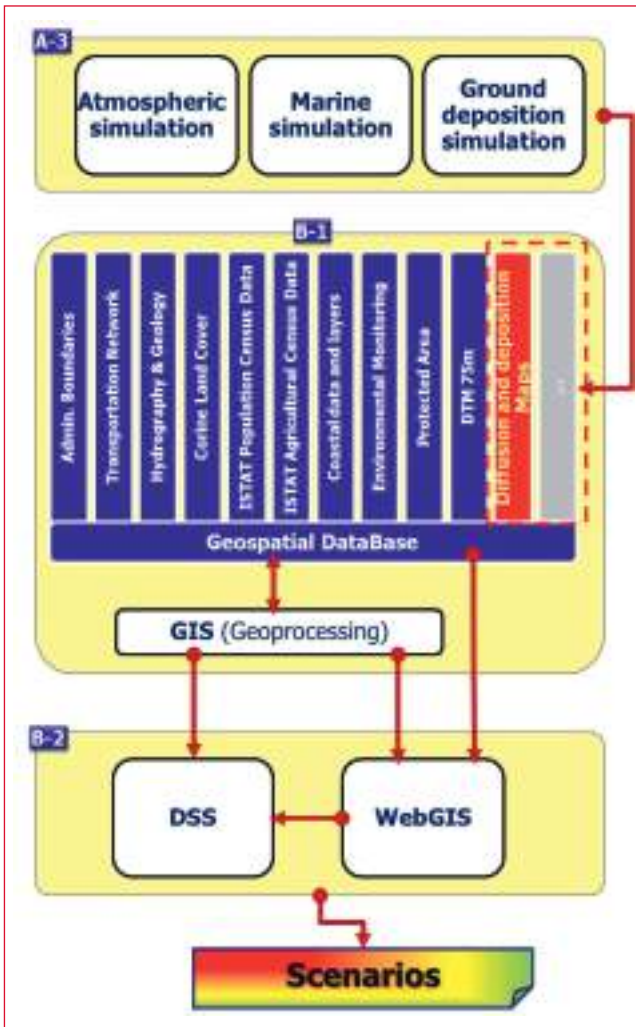 A-3
Atmospheric
simulation
Marine
simulation
Ground
deposition
simulation
B-1
Admin. Boundaries
Transportation Network
Hydrography & Geology
Corine Land Cover
ISTAT Population Census Data
ISTAT Agricultural Census Data
Coastal data and layers
Environmental Monitoring
Protected Area
DTM 75m
Diffusion and deposition
Maps
Geospatial DataBase
GIS (Geoprocessing)
B-2
DSS
WebGIS
Scenarios